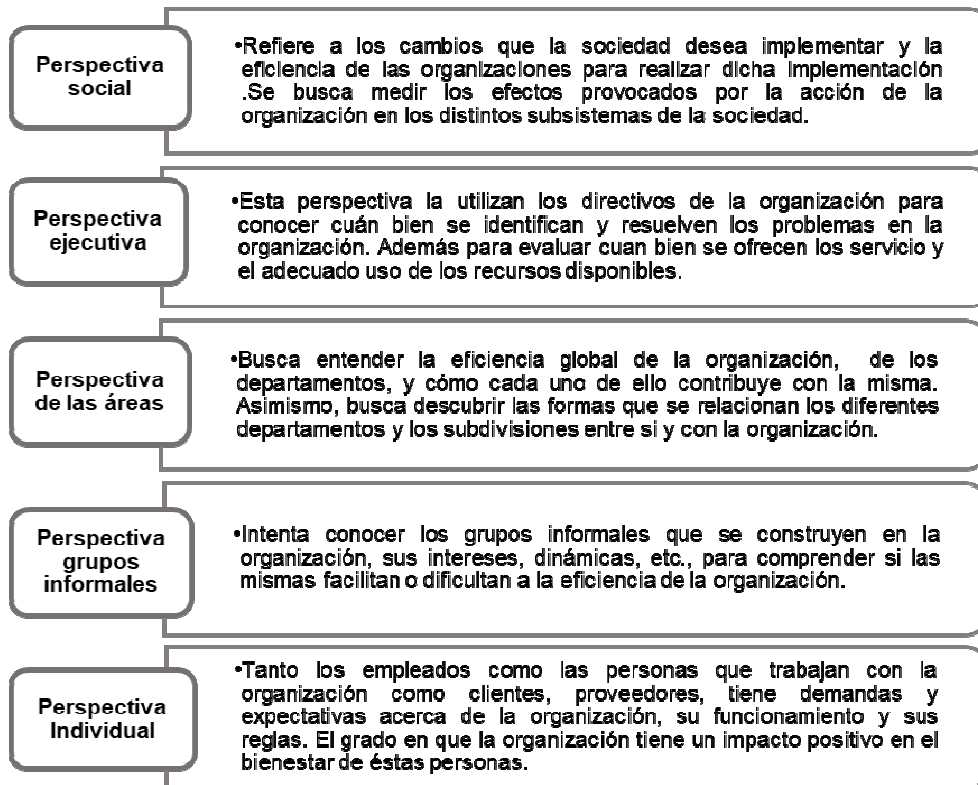 Perspectiva
social
•Refiere a los cambios que la sociedad desea implementar y la
eficiencia de las organizaciones para realizar dicha implementación
.Se busca medir los efectos provocados por la acción de la
organización en los distintos subsistemas de la sociedad.
Perspectiva
ejecutiva
•Esta perspectiva la utilizan los directivos de la organización para
conocer cuán bien se identifican y resuelven los problemas en la
organización. Además para evaluar cuan bien se ofrecen los servicio y
el adecuado uso de los recursos disponibles.
Perspectiva
de las áreas
•Busca entender la eficiencia global de la organización, de los
departamentos, y cómo cada uno de ello contribuye con la misma.
Asimismo, busca descubrir las formas que se relacionan los diferentes
departamentos y los subdivisiones entre si y con la organización.
Perspectiva
grupos
informales
•Intenta conocer los grupos informales que se construyen en la
organización, sus intereses, dinámicas, etc., para comprender si las
mismas facilitan o dificultan a la eficiencia de la organización.
Perspectiva
Individual
•Tanto los empleados como las personas que trabajan con la
organización como clientes, proveedores, tiene demandas y
expectativas acerca de la organización, su funcionamiento y sus
reglas. El grado en que la organización tiene un impacto positivo en el
bienestar de éstas personas.